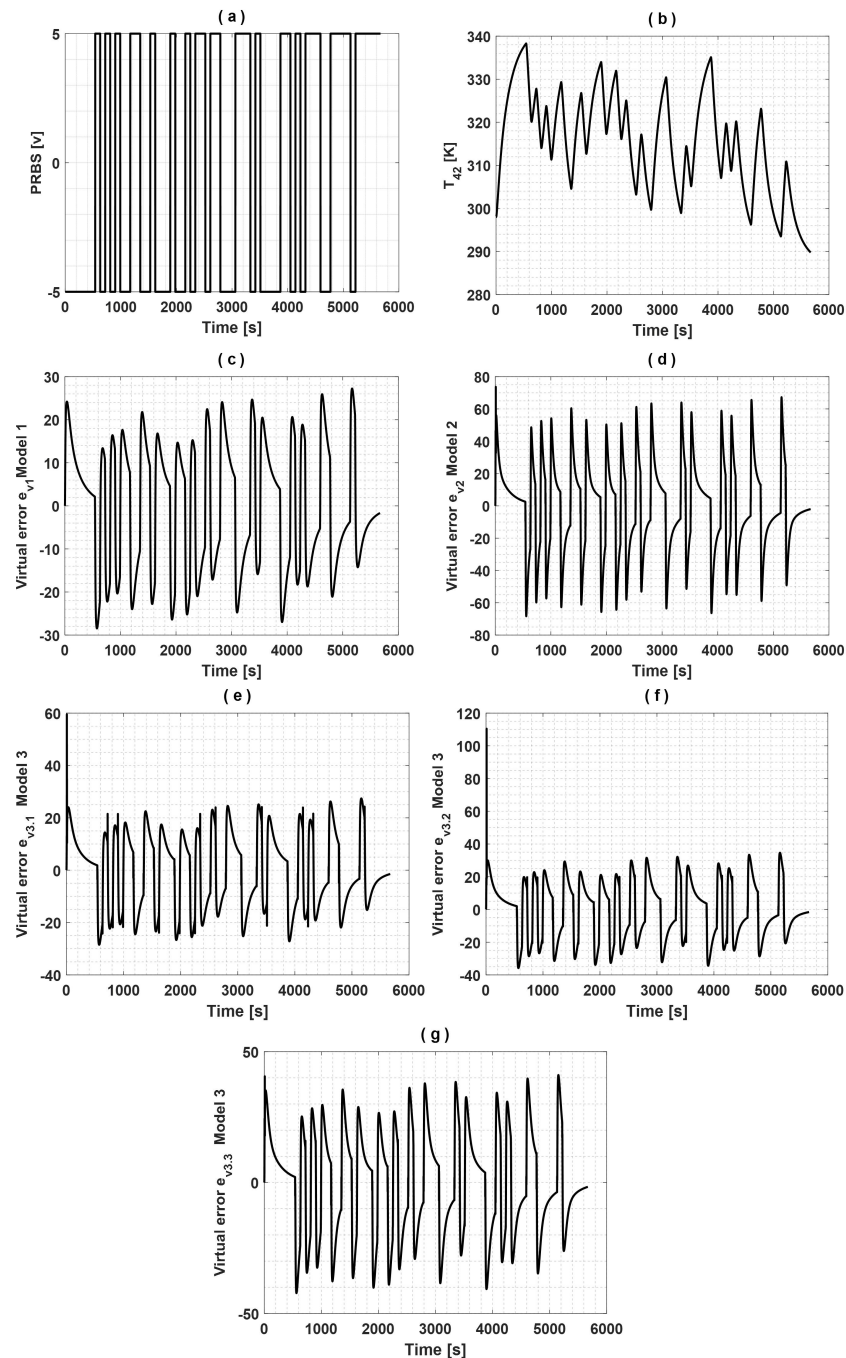 ( a )
5
0
-5
PRBS [v]
0 1000 2000 3000 4000 5000 6000
Time [s]
( b )
340
330
320
310
300
290
280
T42 [K]
0 1000 2000 3000 4000 5000 6000
Time [s]
( c )
30
20
10
0
-10
-20
-30
Virtual error ev1 Model 1
0 1000 2000 3000 4000 5000 6000
Time [s]
( d )
80
60
40
20
0
-20
-40
-60
-80
Virtual error ev2 Model 2
0 1000 2000 3000 4000 5000 6000
Time [s]
( e )
60
40
20
0
-20
-40
Virtual error ev3.1 Model 3
0 1000 2000 3000 4000 5000 6000
Time [s]
( f )
120
100
80
60
40
20
0
-20
-40
Virtual error ev3.2 Model 3
0 1000 2000 3000 4000 5000 6000
Time [s]
( g )
50
0
-50
Virtual error ev3.3 Model 3
0 1000 2000 3000 4000 5000 6000
Time [s]